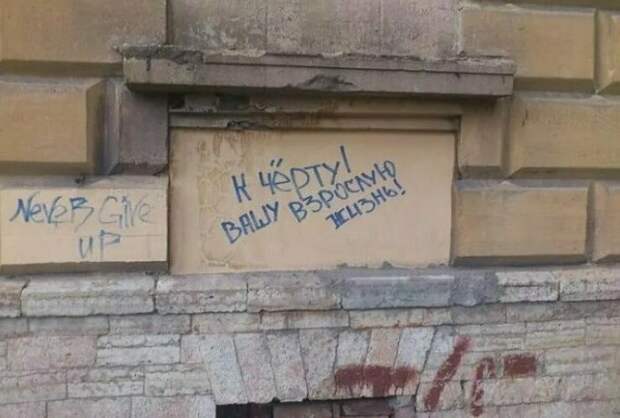 Never Give
up
К чёрту!
вашу взрослую
жизнь!